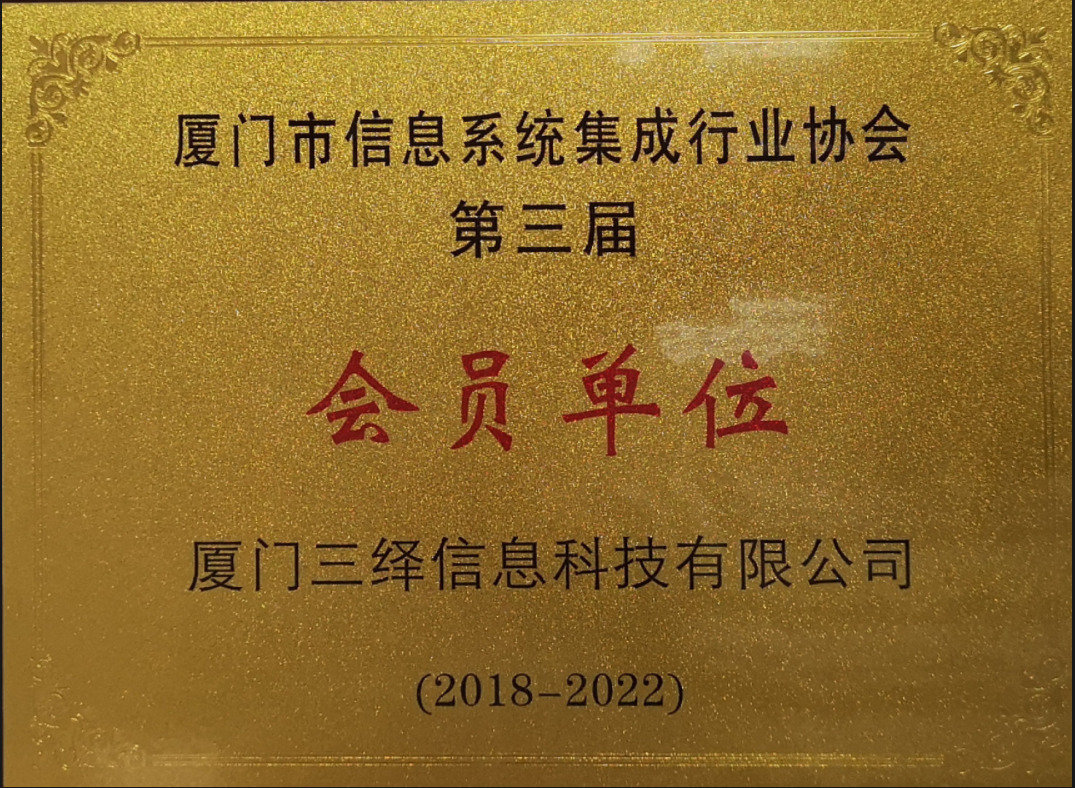 厦门市信息系统集成行业协会
第三届
会员单位
厦门三绎信息科技有限公司
(2018-2022)